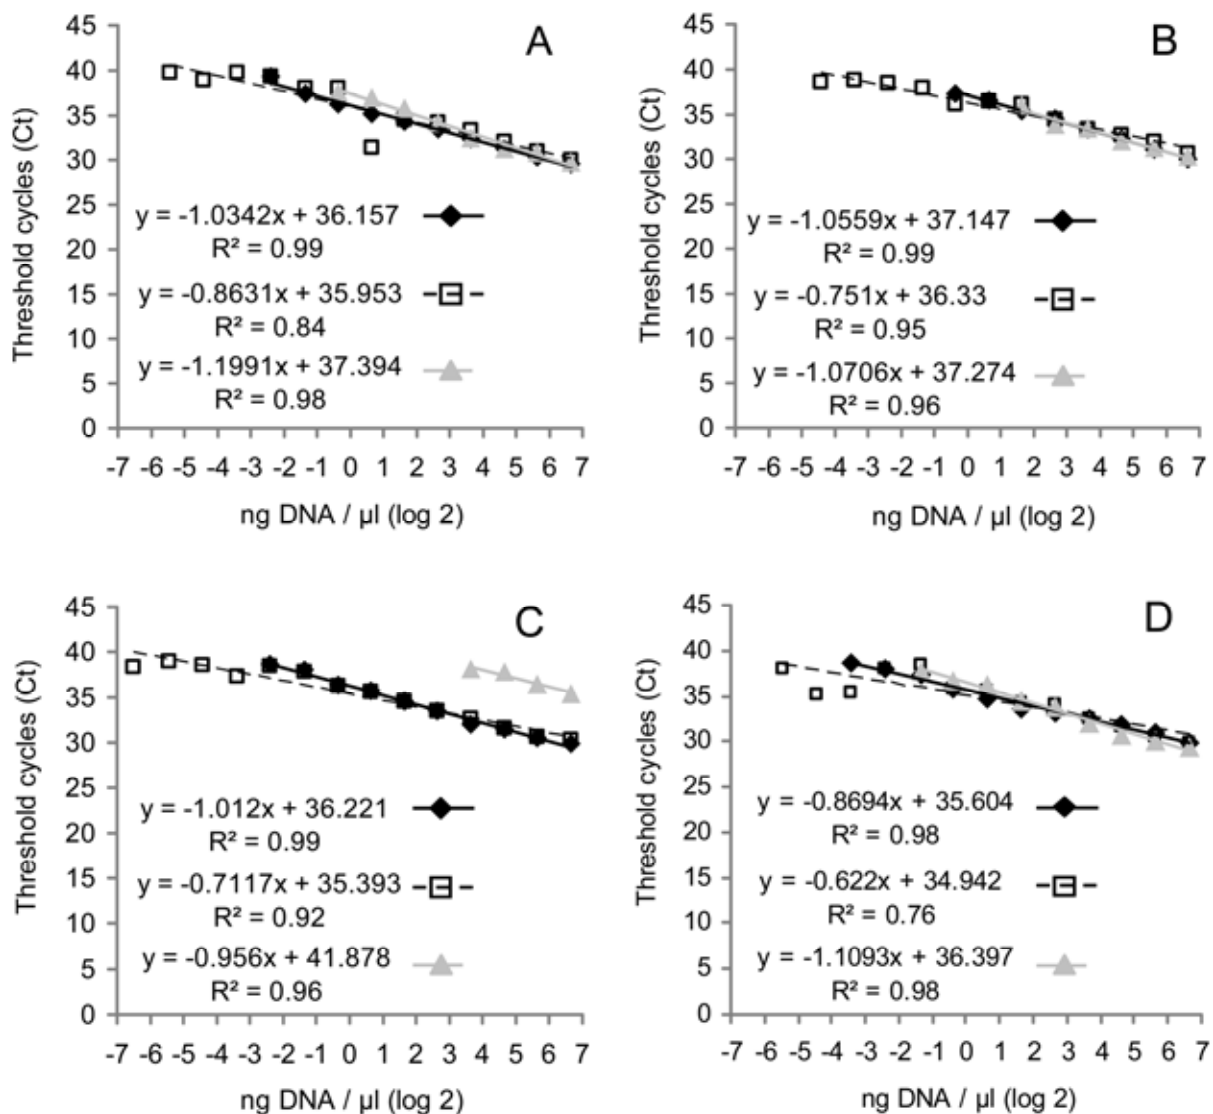 A
Threshold cycles (Ct)
45
40
35
30
25
20
15
10
5
0
y = -1.0342x + 36.157
R² = 0.99
y = -0.8631x + 35.953
R² = 0.84
y = -1.1991x + 37.394
R² = 0.98
-7 -6 -5 -4 -3 -2 -1 0 1 2 3 4 5 6 7
ng DNA / µl (log 2)
B
Threshold cycles (Ct)
45
40
35
30
25
20
15
10
5
0
y = -1.0559x + 37.147
R² = 0.99
y = -0.751x + 36.33
R² = 0.95
y = -1.0706x + 37.274
R² = 0.96
-7 -6 -5 -4 -3 -2 -1 0 1 2 3 4 5 6 7
ng DNA / µl (log 2)
C
Threshold cycles (Ct)
45
40
35
30
25
20
15
10
5
0
y = -1.012x + 36.221
R² = 0.99
y = -0.7117x + 35.393
R² = 0.92
y = -0.956x + 41.878
R² = 0.96
-7 -6 -5 -4 -3 -2 -1 0 1 2 3 4 5 6 7
ng DNA / µl (log 2)
D
Threshold cycles (Ct)
45
40
35
30
25
20
15
10
5
0
y = -0.8694x + 35.604
R² = 0.98
y = -0.622x + 34.942
R² = 0.76
y = -1.1093x + 36.397
R² = 0.98
-7 -6 -5 -4 -3 -2 -1 0 1 2 3 4 5 6 7
ng DNA / µl (log 2)